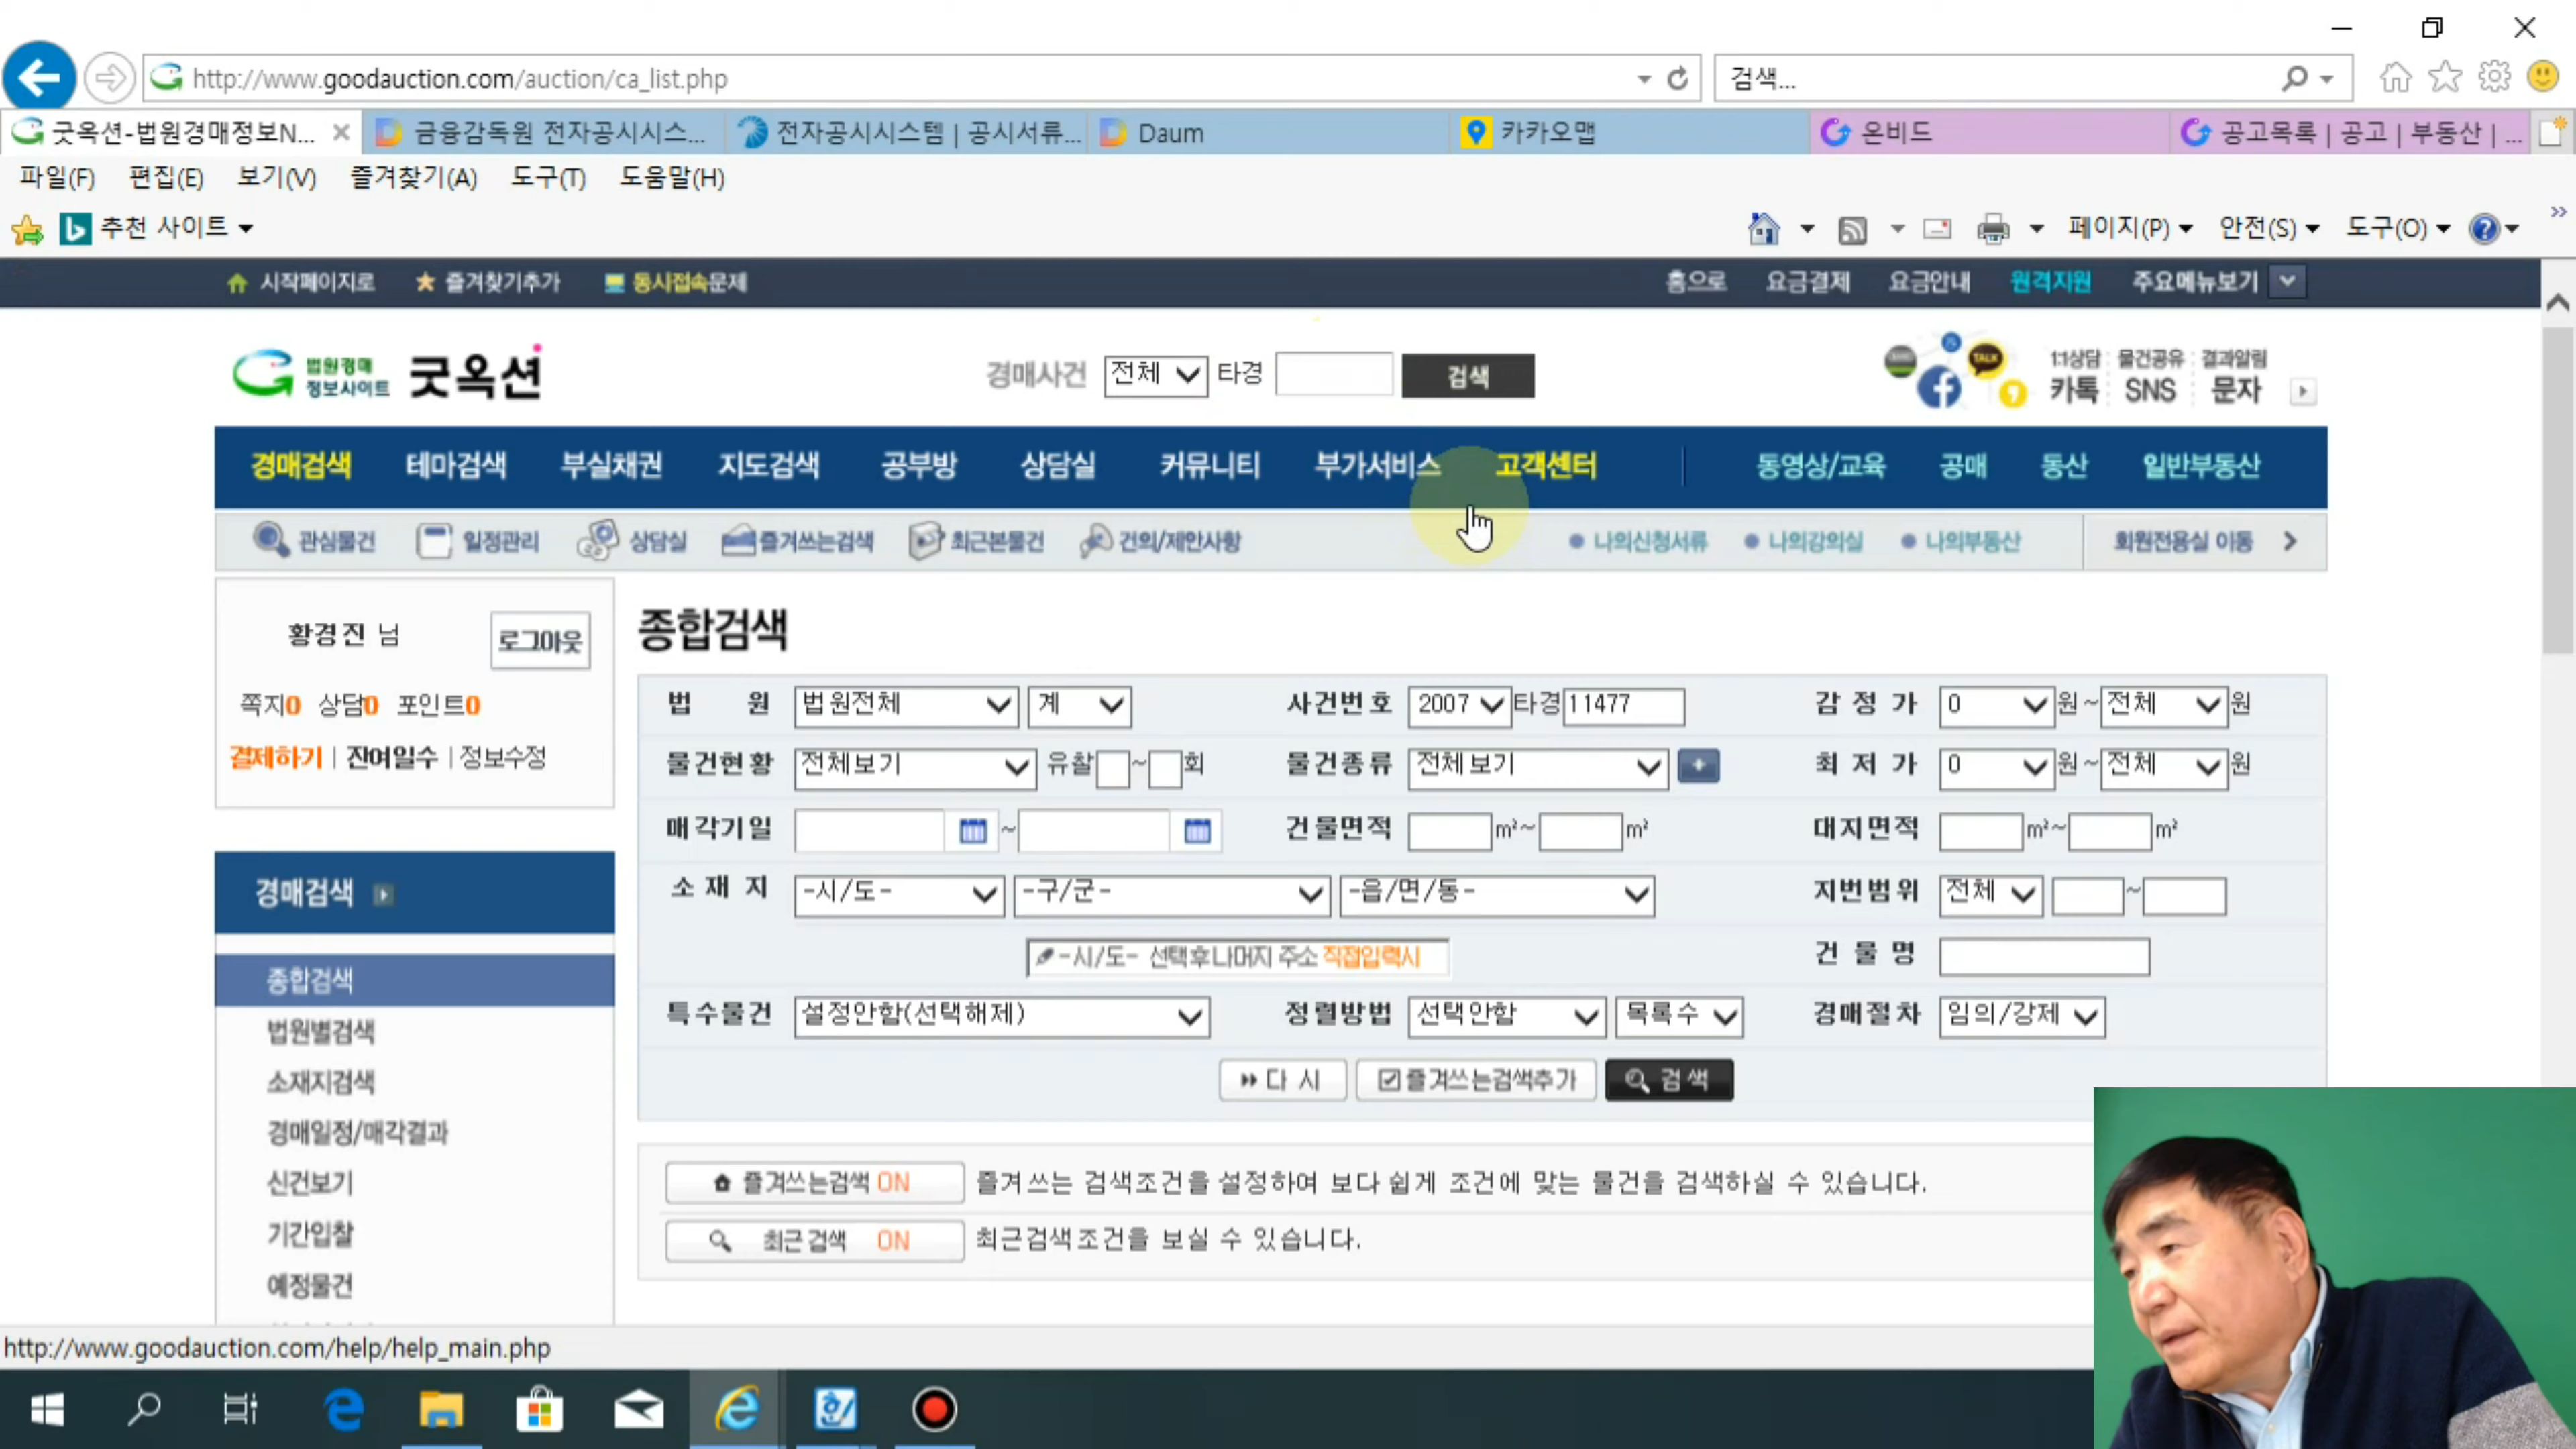 http://www.goodauction.com/auction/ca_list.php 검색...
굿옥션-법원경매정보N... 금융감독원 전자공시시스... 전자공시시스템 | 공시서류... Daum 카카오맵 온비드 공고목록 | 공고 | 부동산 | ...
파일(F) 편집(E) 보기(V) 즐겨찾기(A) 도구(T) 도움말(H)
추천 사이트 페이지(P) 안전(S) 도구(O)
시작페이지로 즐겨찾기추가 동시접속문제 홈으로 요금결제 요금안내 원격지원 주요메뉴보기
법원경매 정보사이트 굿옥션 경매사건 전체 타경 검색 TALK 1:1상담 물건공유 결과알림
카톡 SNS 문자
경매검색 테마검색 부실채권 지도검색 공부방 상담실 커뮤니티 부가서비스 고객센터 동영상/교육 공매 동산 일반부동산
관심물건 일정관리 상담실 즐겨쓰는검색 최근본물건 건의/제안사항 나의신청서류 나의강의실 나의부동산 회원전용실 이동
황경진 님 로그아웃
쪽지0 상담0 포인트0
결제하기 | 잔여일수 | 정보수정
경매검색
종합검색
법원별검색
소재지검색
경매일정/매각결과
신건보기
기간입찰
예정물건
종합검색
법 원 법원전체 계 사건번호 2007 타경 11477 감 정 가 0 원~ 전체 원
물건현황 전체보기 유찰 ~ 회 물건종류 전체보기 + 최 저 가 0 원~ 전체 원
매각기일 ~ 건물면적 m²~ m² 대지면적 m²~ m²
소 재 지 -시/도- -구/군- -읍/면/동- 지번범위 전체 ~
-시/도- 선택후 나머지 주소 직접입력시 건 물 명
특수물건 설정안함(선택해제) 정렬방법 선택안함 목록수 경매절차 임의/강제
다 시 즐겨쓰는검색추가 검 색
즐겨쓰는검색 ON 즐겨 쓰는 검색조건을 설정하여 보다 쉽게 조건에 맞는 물건을 검색하실 수 있습니다.
최근 검색 ON 최근검색조건을 보실 수 있습니다.
http://www.goodauction.com/help/help_main.php